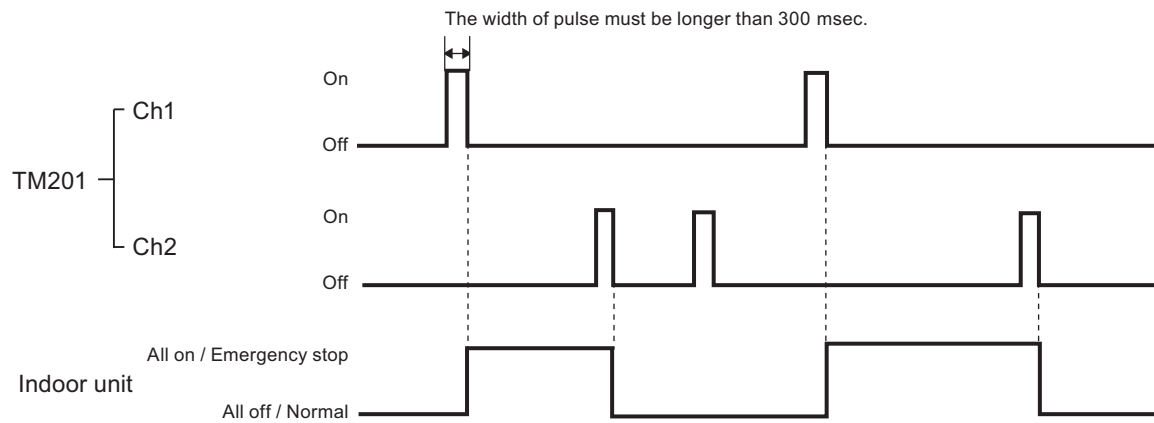 The width of pulse must be longer than 300 msec.
On
Ch1
Off
TM201
On
Ch2
Off
All on / Emergency stop
Indoor unit
All off / Normal